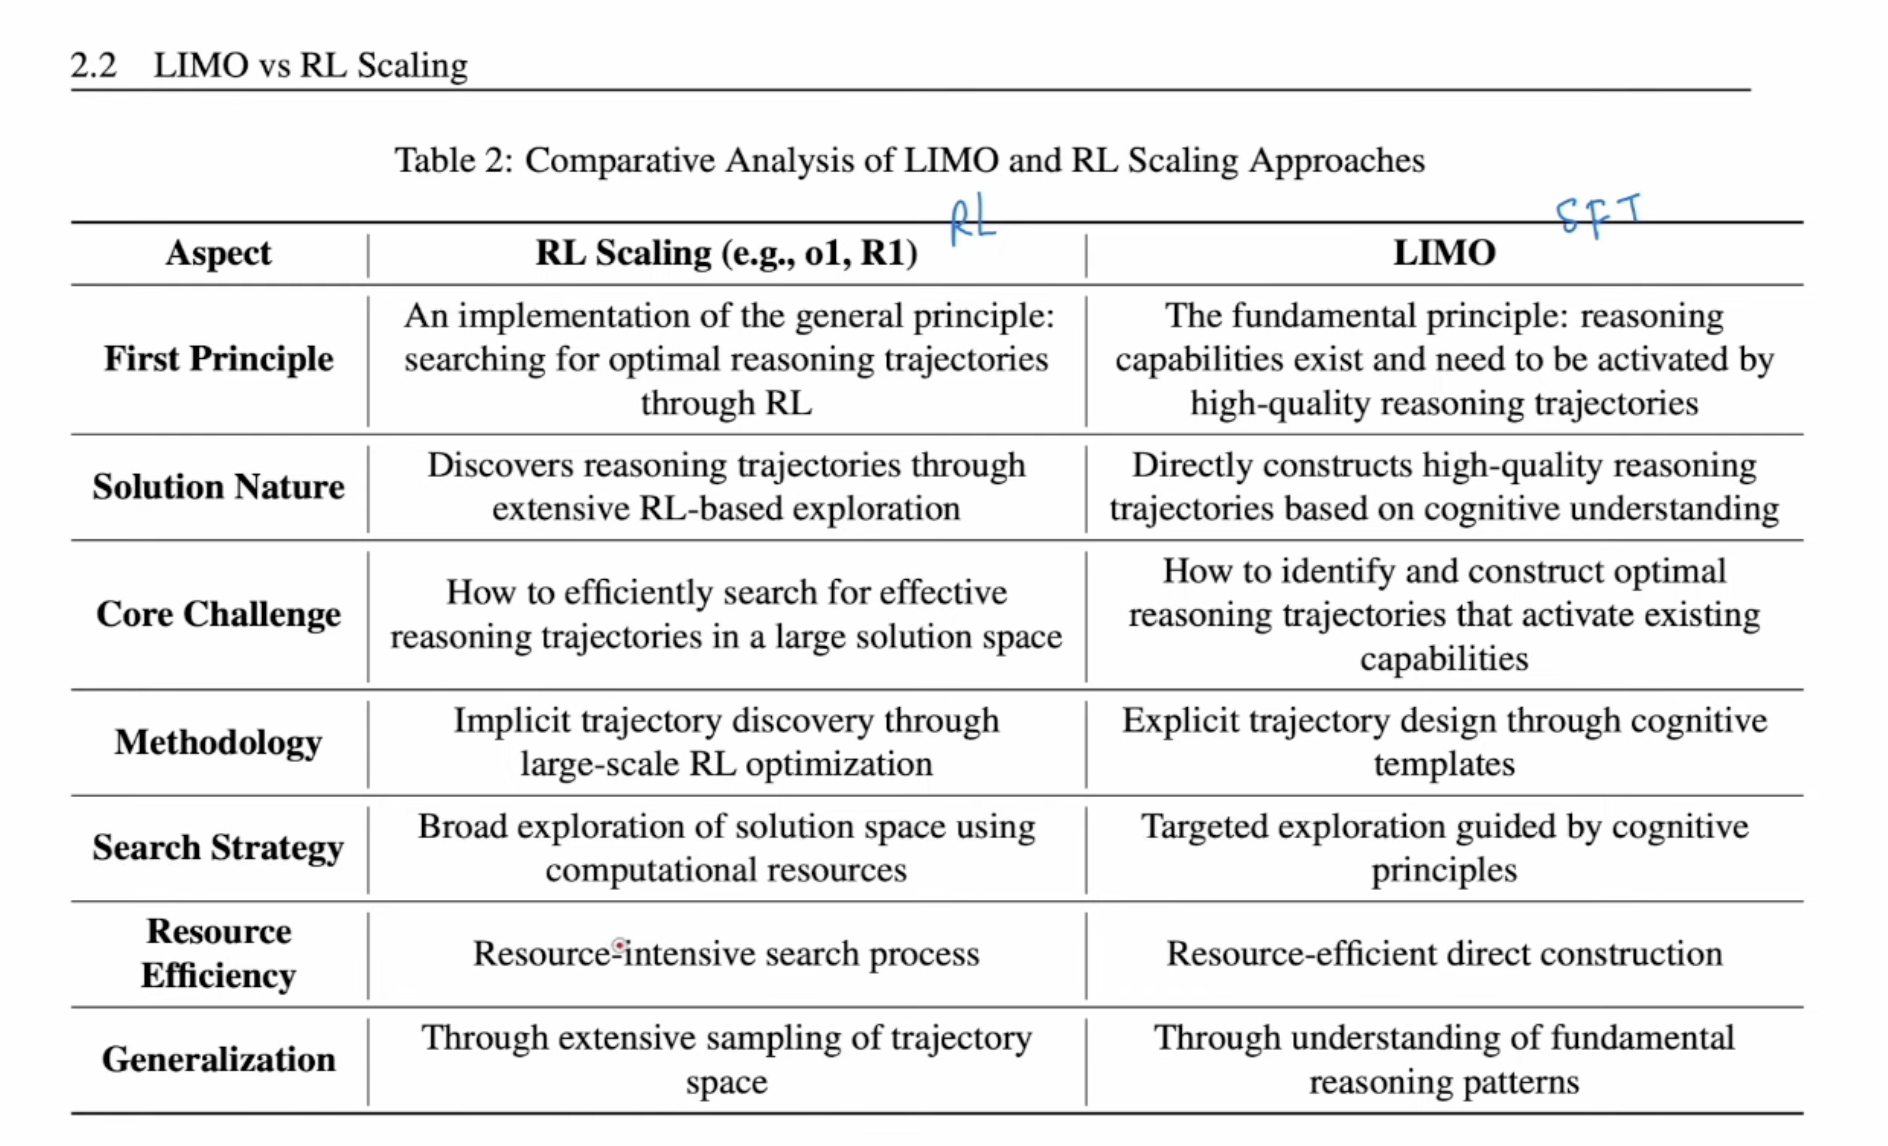 2.2 LIMO vs RL Scaling
Table 2: Comparative Analysis of LIMO and RL Scaling Approaches
RL
SFT
Aspect
RL Scaling (e.g., o1, R1)
LIMO
First Principle
An implementation of the general principle:
searching for optimal reasoning trajectories
through RL
The fundamental principle: reasoning
capabilities exist and need to be activated by
high-quality reasoning trajectories
Solution Nature
Discovers reasoning trajectories through
extensive RL-based exploration
Directly constructs high-quality reasoning
trajectories based on cognitive understanding
Core Challenge
How to efficiently search for effective
reasoning trajectories in a large solution space
How to identify and construct optimal
reasoning trajectories that activate existing
capabilities
Methodology
Implicit trajectory discovery through
large-scale RL optimization
Explicit trajectory design through cognitive
templates
Search Strategy
Broad exploration of solution space using
computational resources
Targeted exploration guided by cognitive
principles
Resource
Efficiency
Resource-intensive search process
Resource-efficient direct construction
Generalization
Through extensive sampling of trajectory
space
Through understanding of fundamental
reasoning patterns